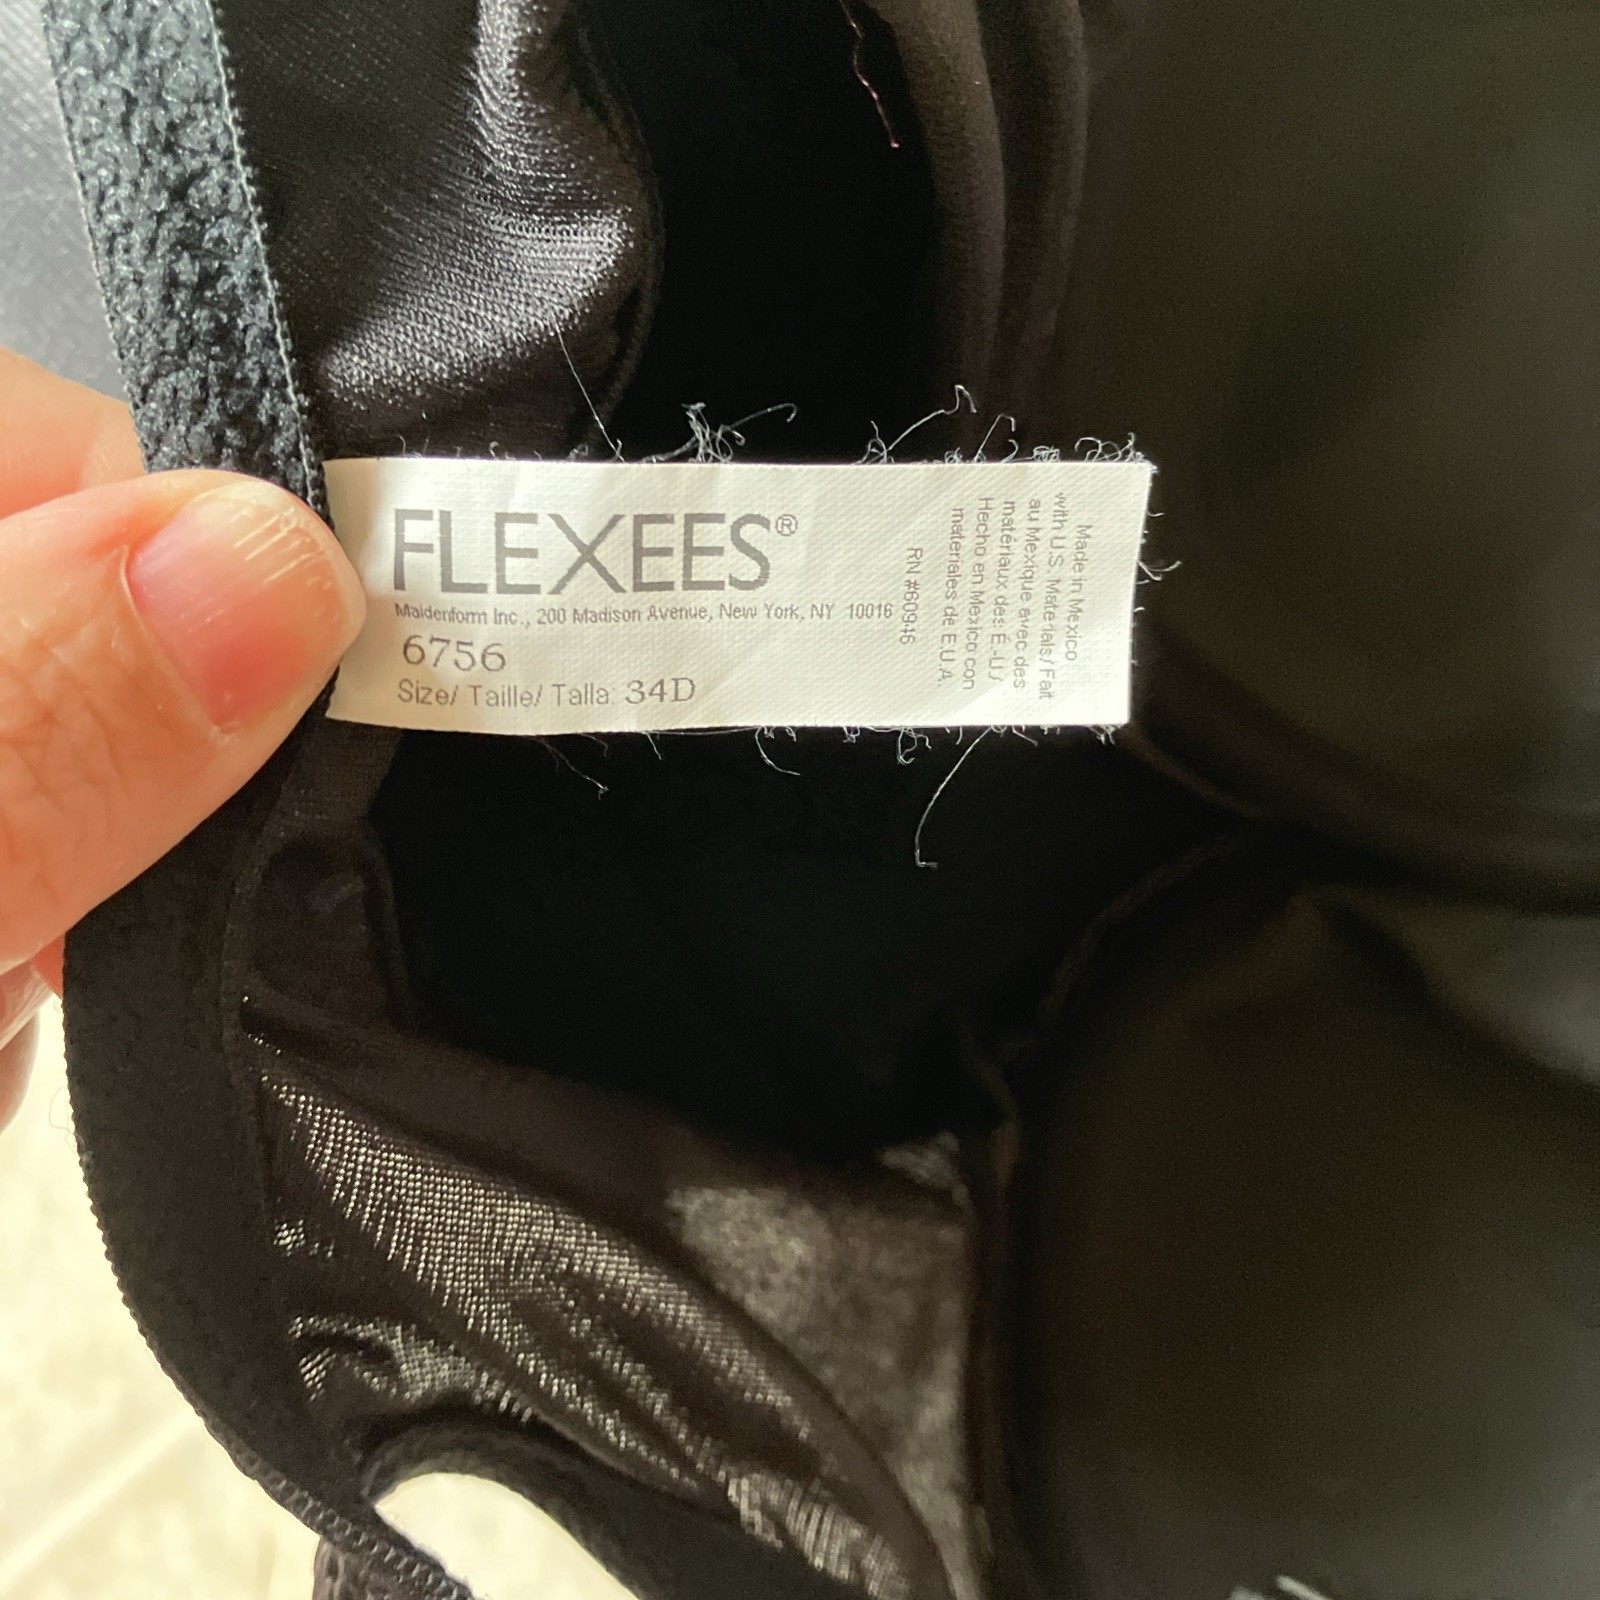 FLEXEES®
Maidenform Inc., 200 Madison Avenue, New York, NY 10016
6756
Size/ Taille/ Talla: 34D
RN #60946
Made in Mexico
with U.S. Materials/ Fait
au Mexique avec des
matériaux des É.-U./
Hecho en Mexico con
materiales de E.U.A.